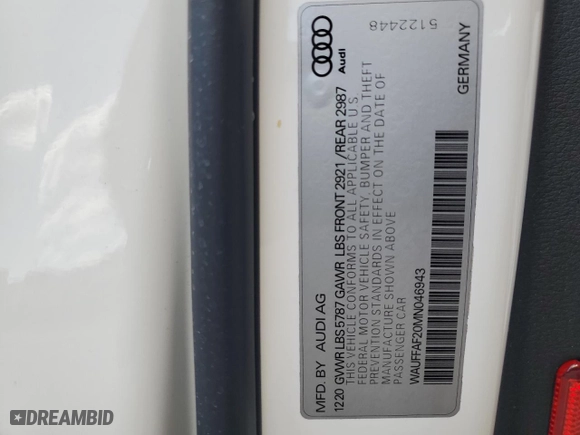 5122448
Audi
GERMANY
MFD. BY AUDI AG
1220 GVWR LBS 5787 GAWR LBS FRONT 2921 / REAR 2987
THIS VEHICLE CONFORMS TO ALL APPLICABLE U S
FEDERAL MOTOR VEHICLE SAFETY, BUMPER AND THEFT
PREVENTION STANDARDS IN EFFECT ON THE DATE OF
MANUFACTURE SHOWN ABOVE
PASSENGER CAR
WAUFFAF20MN046943
DREAMBID